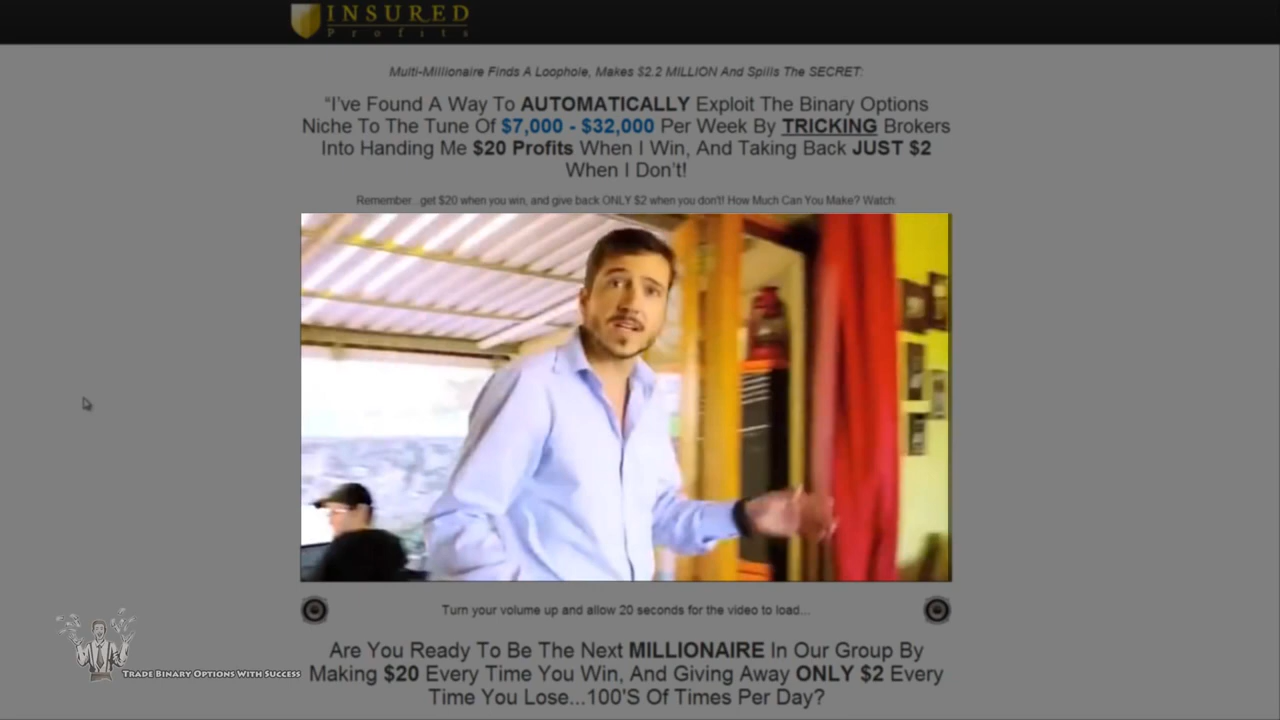 INSURED
Profits
Multi-Millionaire Finds A Loophole, Makes $2.2 MILLION And Spills The SECRET:
“I've Found A Way To AUTOMATICALLY Exploit The Binary Options
Niche To The Tune Of $7,000 - $32,000 Per Week By TRICKING Brokers
Into Handing Me $20 Profits When I Win, And Taking Back JUST $2
When I Don't!
Remember...get $20 when you win, and give back ONLY $2 when you don't! How Much Can You Make? Watch:
Turn your volume up and allow 20 seconds for the video to load...
Are You Ready To Be The Next MILLIONAIRE In Our Group By
Making $20 Every Time You Win, And Giving Away ONLY $2 Every
Time You Lose...100'S Of Times Per Day?
Trade Binary Options With Success